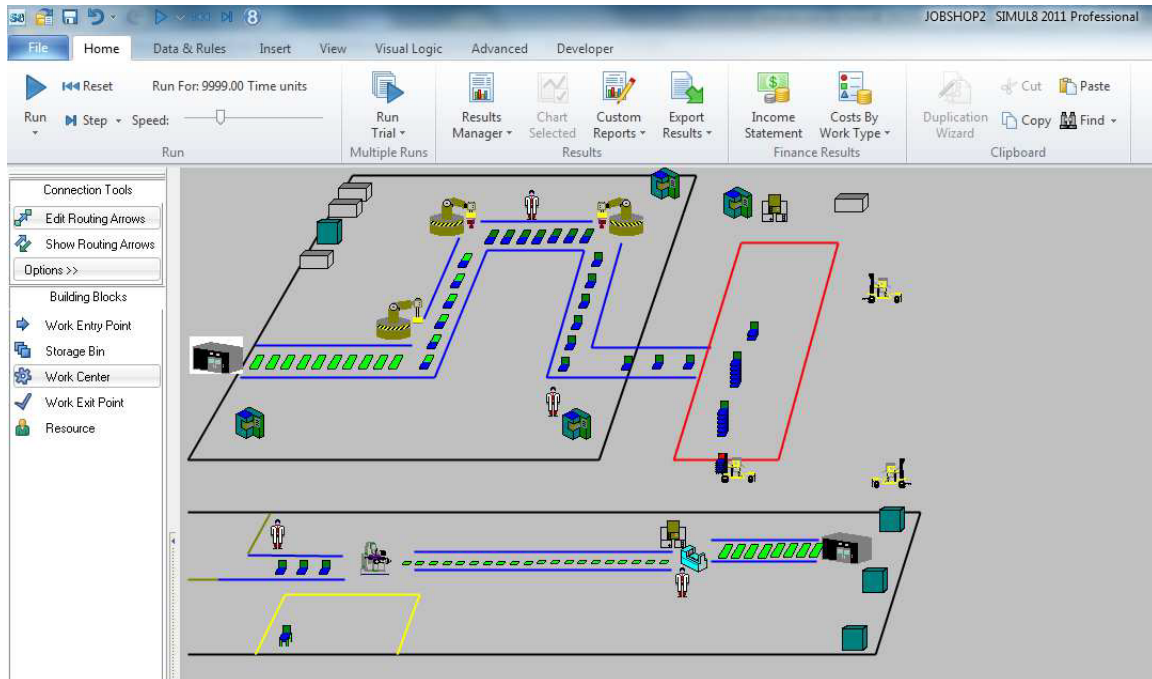 S8
JOBSHOP2 SIMUL8 2011 Professional
File Home Data & Rules Insert View Visual Logic Advanced Developer
Reset Run For: 9999.00 Time units
Run Step Speed:
Run Trial
Results Manager
Chart Selected
Custom Reports
Export Results
Income Statement
Costs By Work Type
Duplication Wizard
Cut Paste
Copy Find
Run Multiple Runs Results Finance Results Clipboard
Connection Tools
Edit Routing Arrows
Show Routing Arrows
Options >>
Building Blocks
Work Entry Point
Storage Bin
Work Center
Work Exit Point
Resource